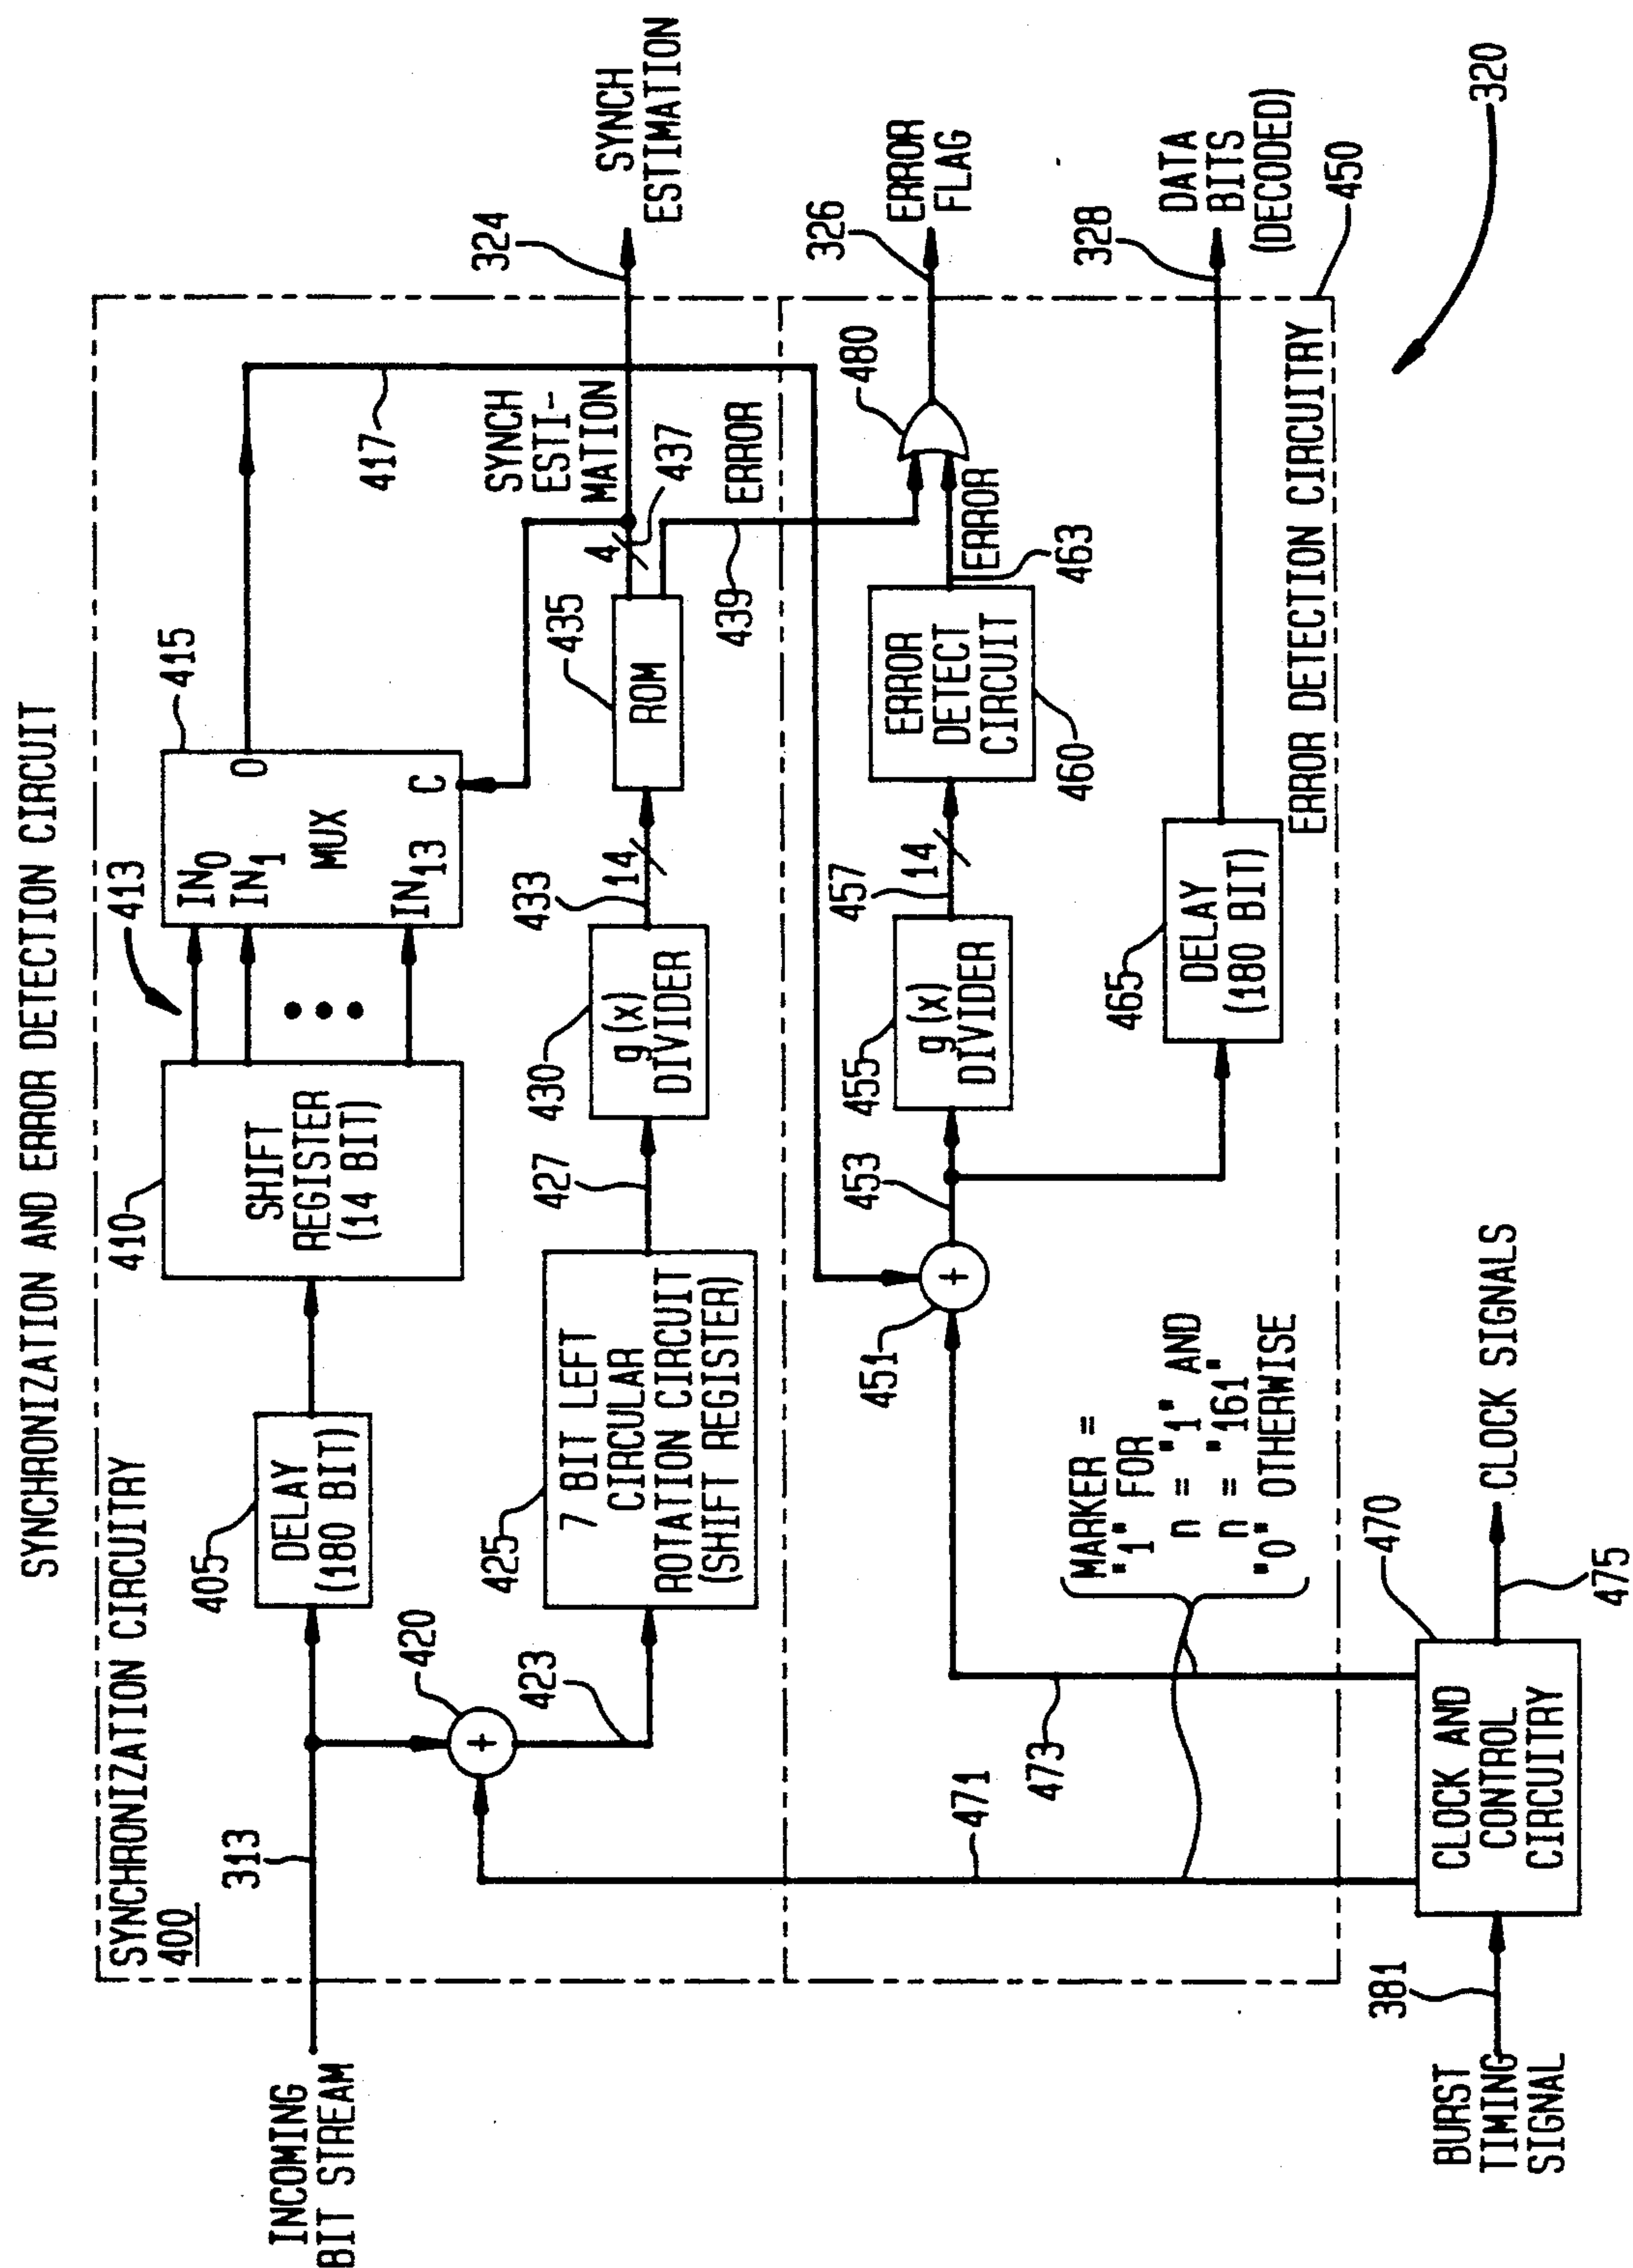 SYNCHRONIZATION AND ERROR DETECTION CIRCUIT
SYNCHRONIZATION CIRCUITRY
400
INCOMING
BIT STREAM
313
405
DELAY
(180 BIT)
410
SHIFT
REGISTER
(14 BIT)
413
IN0
IN1
IN13
MUX
O
C
415
417
420
423
425
7 BIT LEFT
CIRCULAR
ROTATION CIRCUIT
(SHIFT REGISTER)
427
430
g(x)
DIVIDER
433
14
435
ROM
4
437
SYNCH
ESTI-
MATION
439
ERROR
324
SYNCH
ESTIMATION
451
453
455
g(x)
DIVIDER
457
14
460
ERROR
DETECT
CIRCUIT
463
ERROR
480
326
ERROR
FLAG
465
DELAY
(180 BIT)
328
DATA
BITS
(DECODED)
ERROR DETECTION CIRCUITRY
450
MARKER =
"1" FOR
n = "1" AND
n = "161"
"0" OTHERWISE
471
473
BURST
TIMING
SIGNAL
381
CLOCK AND
CONTROL
CIRCUITRY
470
475
CLOCK SIGNALS
320